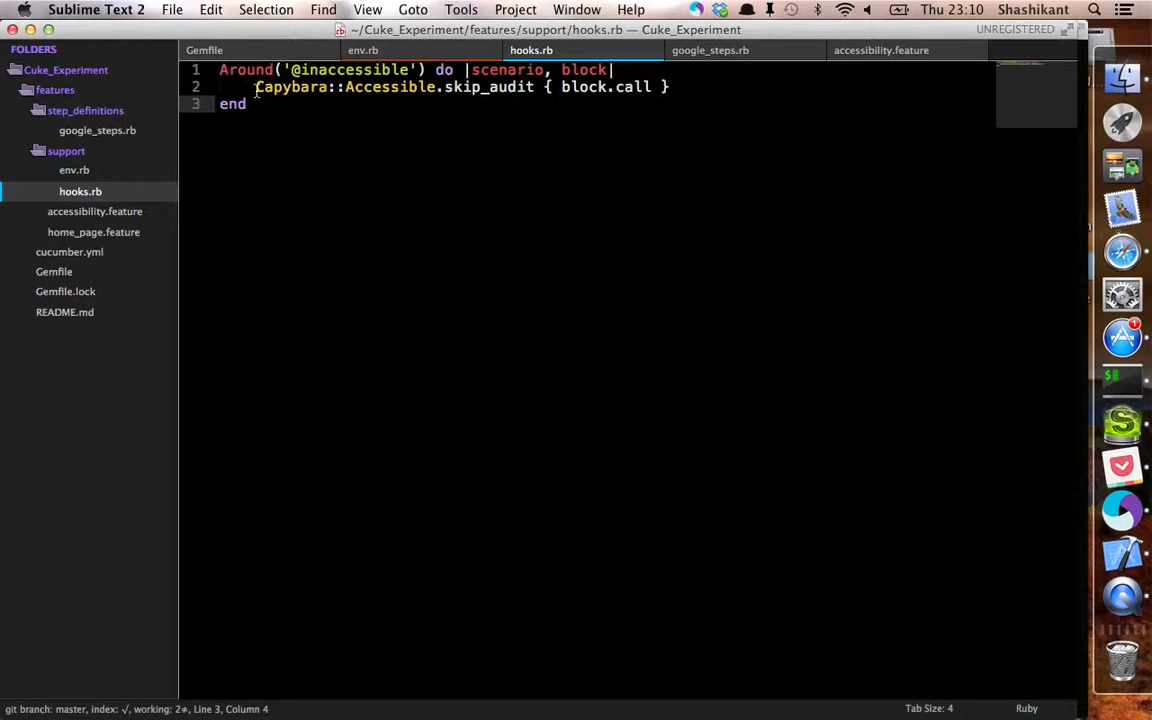 Sublime Text 2 File Edit Selection Find View Goto Tools Project Window Help Thu 23:10 Shashikant
~/Cuke_Experiment/features/support/hooks.rb — Cuke_Experiment UNREGISTERED
FOLDERS
Cuke_Experiment
features
step_definitions
google_steps.rb
support
env.rb
hooks.rb
accessibility.feature
home_page.feature
cucumber.yml
Gemfile
Gemfile.lock
README.md
Gemfile env.rb hooks.rb google_steps.rb accessibility.feature
1 Around('@inaccessible') do |scenario, block|
2 Capybara::Accessible.skip_audit { block.call }
3 end
git branch: master, index: √, working: 2≠, Line 3, Column 4 Tab Size: 4 Ruby